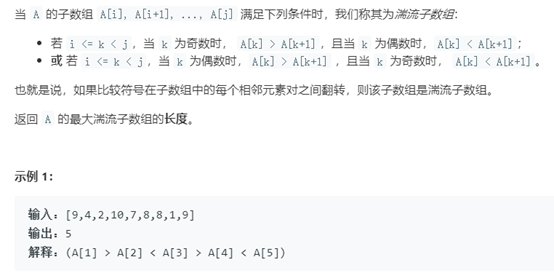 当 A 的子数组 A[i], A[i+1], ..., A[j] 满足下列条件时，我们称其为湍流子数组：
• 若 i <= k < j，当 k 为奇数时， A[k] > A[k+1]，且当 k 为偶数时，A[k] < A[k+1]；
• 或 若 i <= k < j，当 k 为偶数时，A[k] > A[k+1] ，且当 k 为奇数时， A[k] < A[k+1]。
也就是说，如果比较符号在子数组中的每个相邻元素对之间翻转，则该子数组是湍流子数组。
返回 A 的最大湍流子数组的长度。
示例 1：
输入：[9,4,2,10,7,8,8,1,9]
输出：5
解释：(A[1] > A[2] < A[3] > A[4] < A[5])